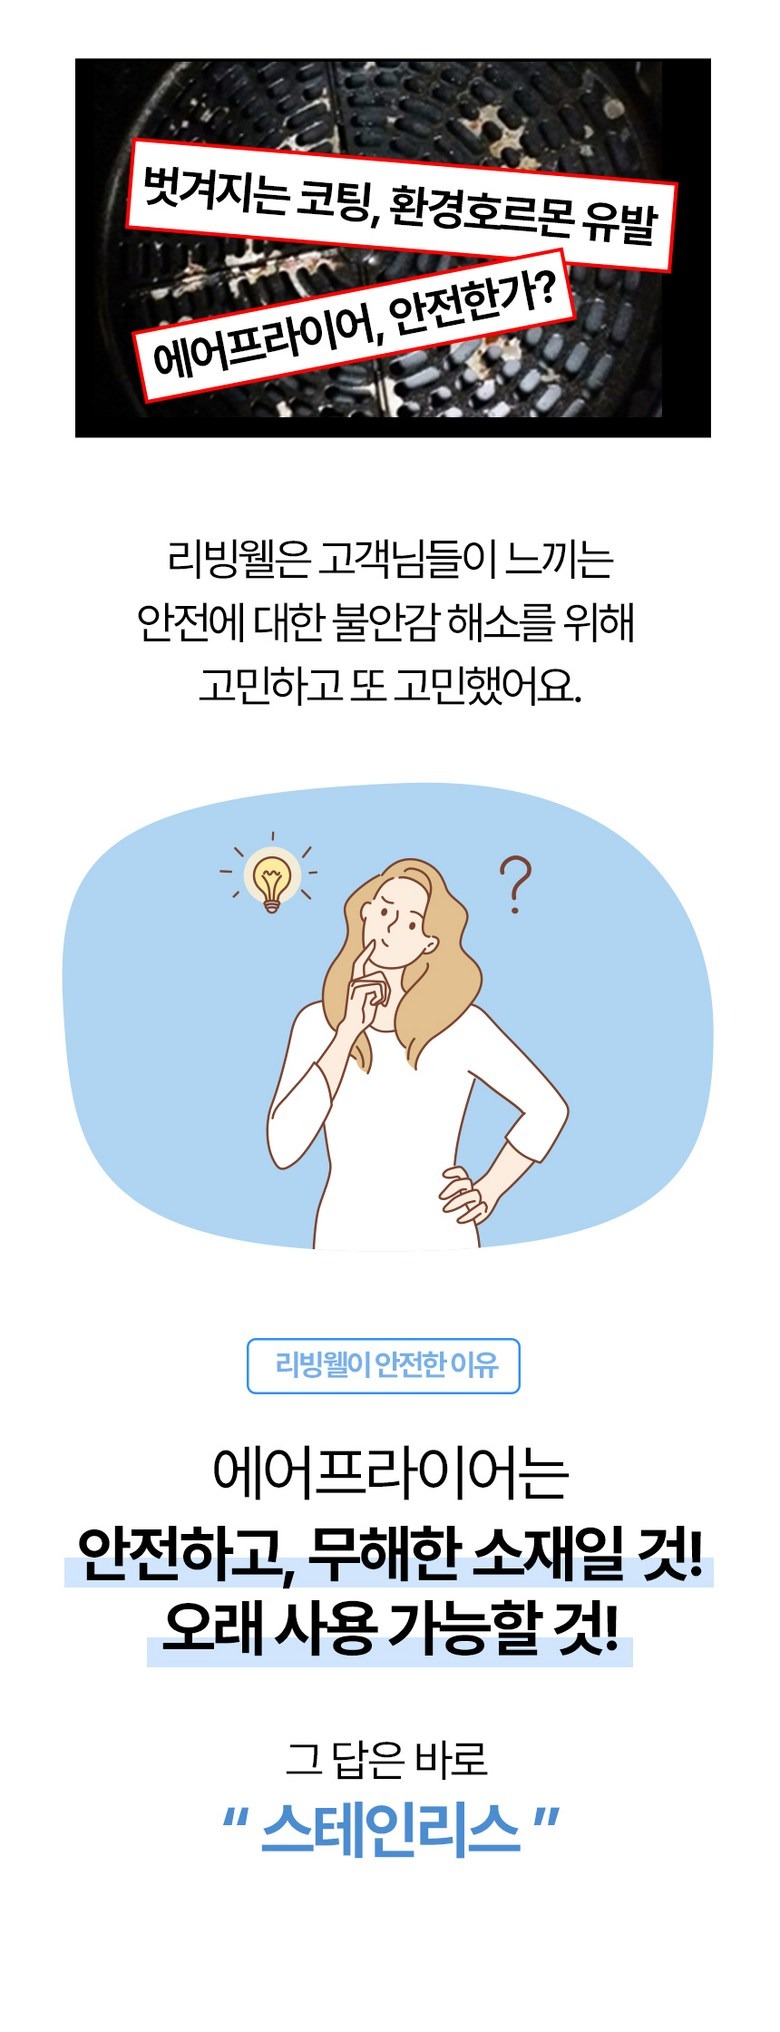 벗겨지는 코팅, 환경호르몬 유발
에어프라이어, 안전한가?
리빙웰은 고객님들이 느끼는
안전에 대한 불안감 해소를 위해
고민하고 또 고민했어요.
?
리빙웰이 안전한 이유
에어프라이어는
안전하고, 무해한 소재일 것!
오래 사용 가능할 것!
그 답은 바로
“ 스테인리스 ”